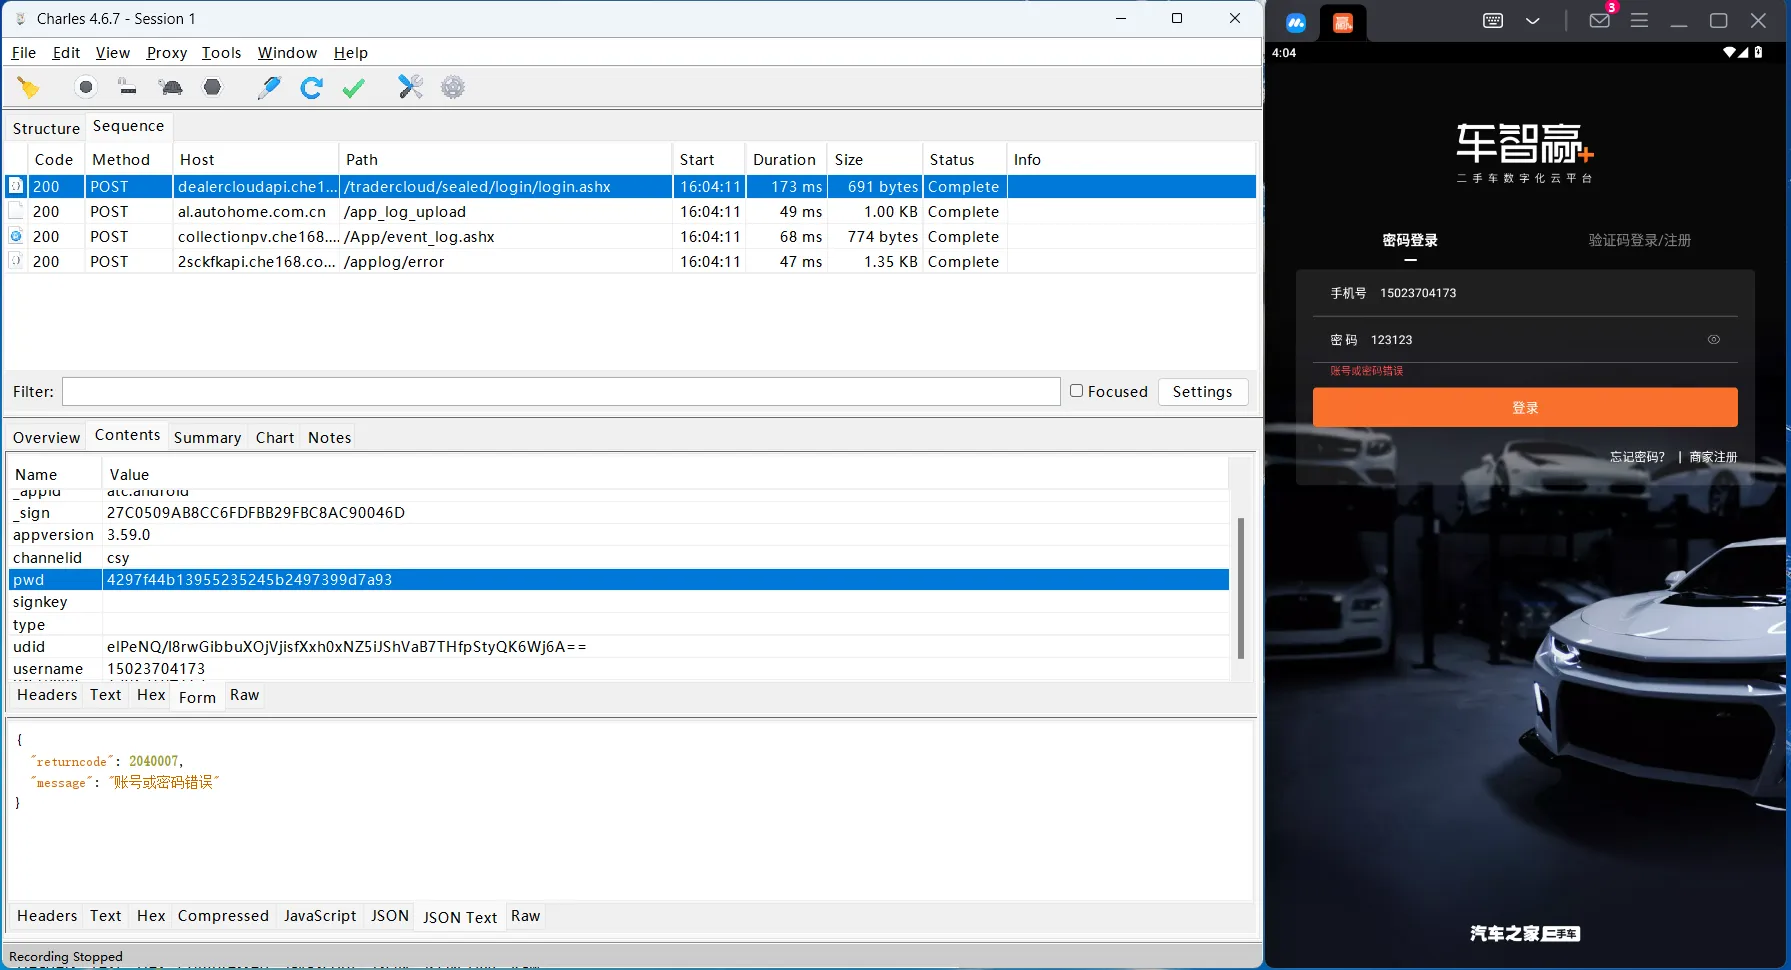 Charles 4.6.7 - Session 1
File Edit View Proxy Tools Window Help
Structure Sequence
Code Method Host Path Start Duration Size Status Info
200 POST dealercloudapi.che1... /tradercloud/sealed/login/login.ashx 16:04:11 173 ms 691 bytes Complete
200 POST al.autohome.com.cn /app_log_upload 16:04:11 49 ms 1.00 KB Complete
200 POST collectionpv.che168.... /App/event_log.ashx 16:04:11 68 ms 774 bytes Complete
200 POST 2sckfkapi.che168.co... /applog/error 16:04:11 47 ms 1.35 KB Complete
Filter: Focused Settings
Overview Contents Summary Chart Notes
Name Value
_appid atc.android
_sign 27C0509AB8CC6FDFBB29FBC8AC90046D
appversion 3.59.0
channelid csy
pwd 4297f44b13955235245b2497399d7a93
signkey
type
udid elPeNQ/l8rwGibbuXOjVjisfXxh0xNZ5iJShVaB7THfpStyQK6Wj6A==
username 15023704173
Headers Text Hex Form Raw
{
"returncode": 2040007,
"message": "账号或密码错误"
}
Headers Text Hex Compressed JavaScript JSON JSON Text Raw
Recording Stopped
3
4:04
车智赢+
二手车数字化云平台
密码登录 验证码登录/注册
手机号 15023704173
密 码 123123
账号或密码错误
登录
忘记密码? | 商家注册
汽车之家 二手车